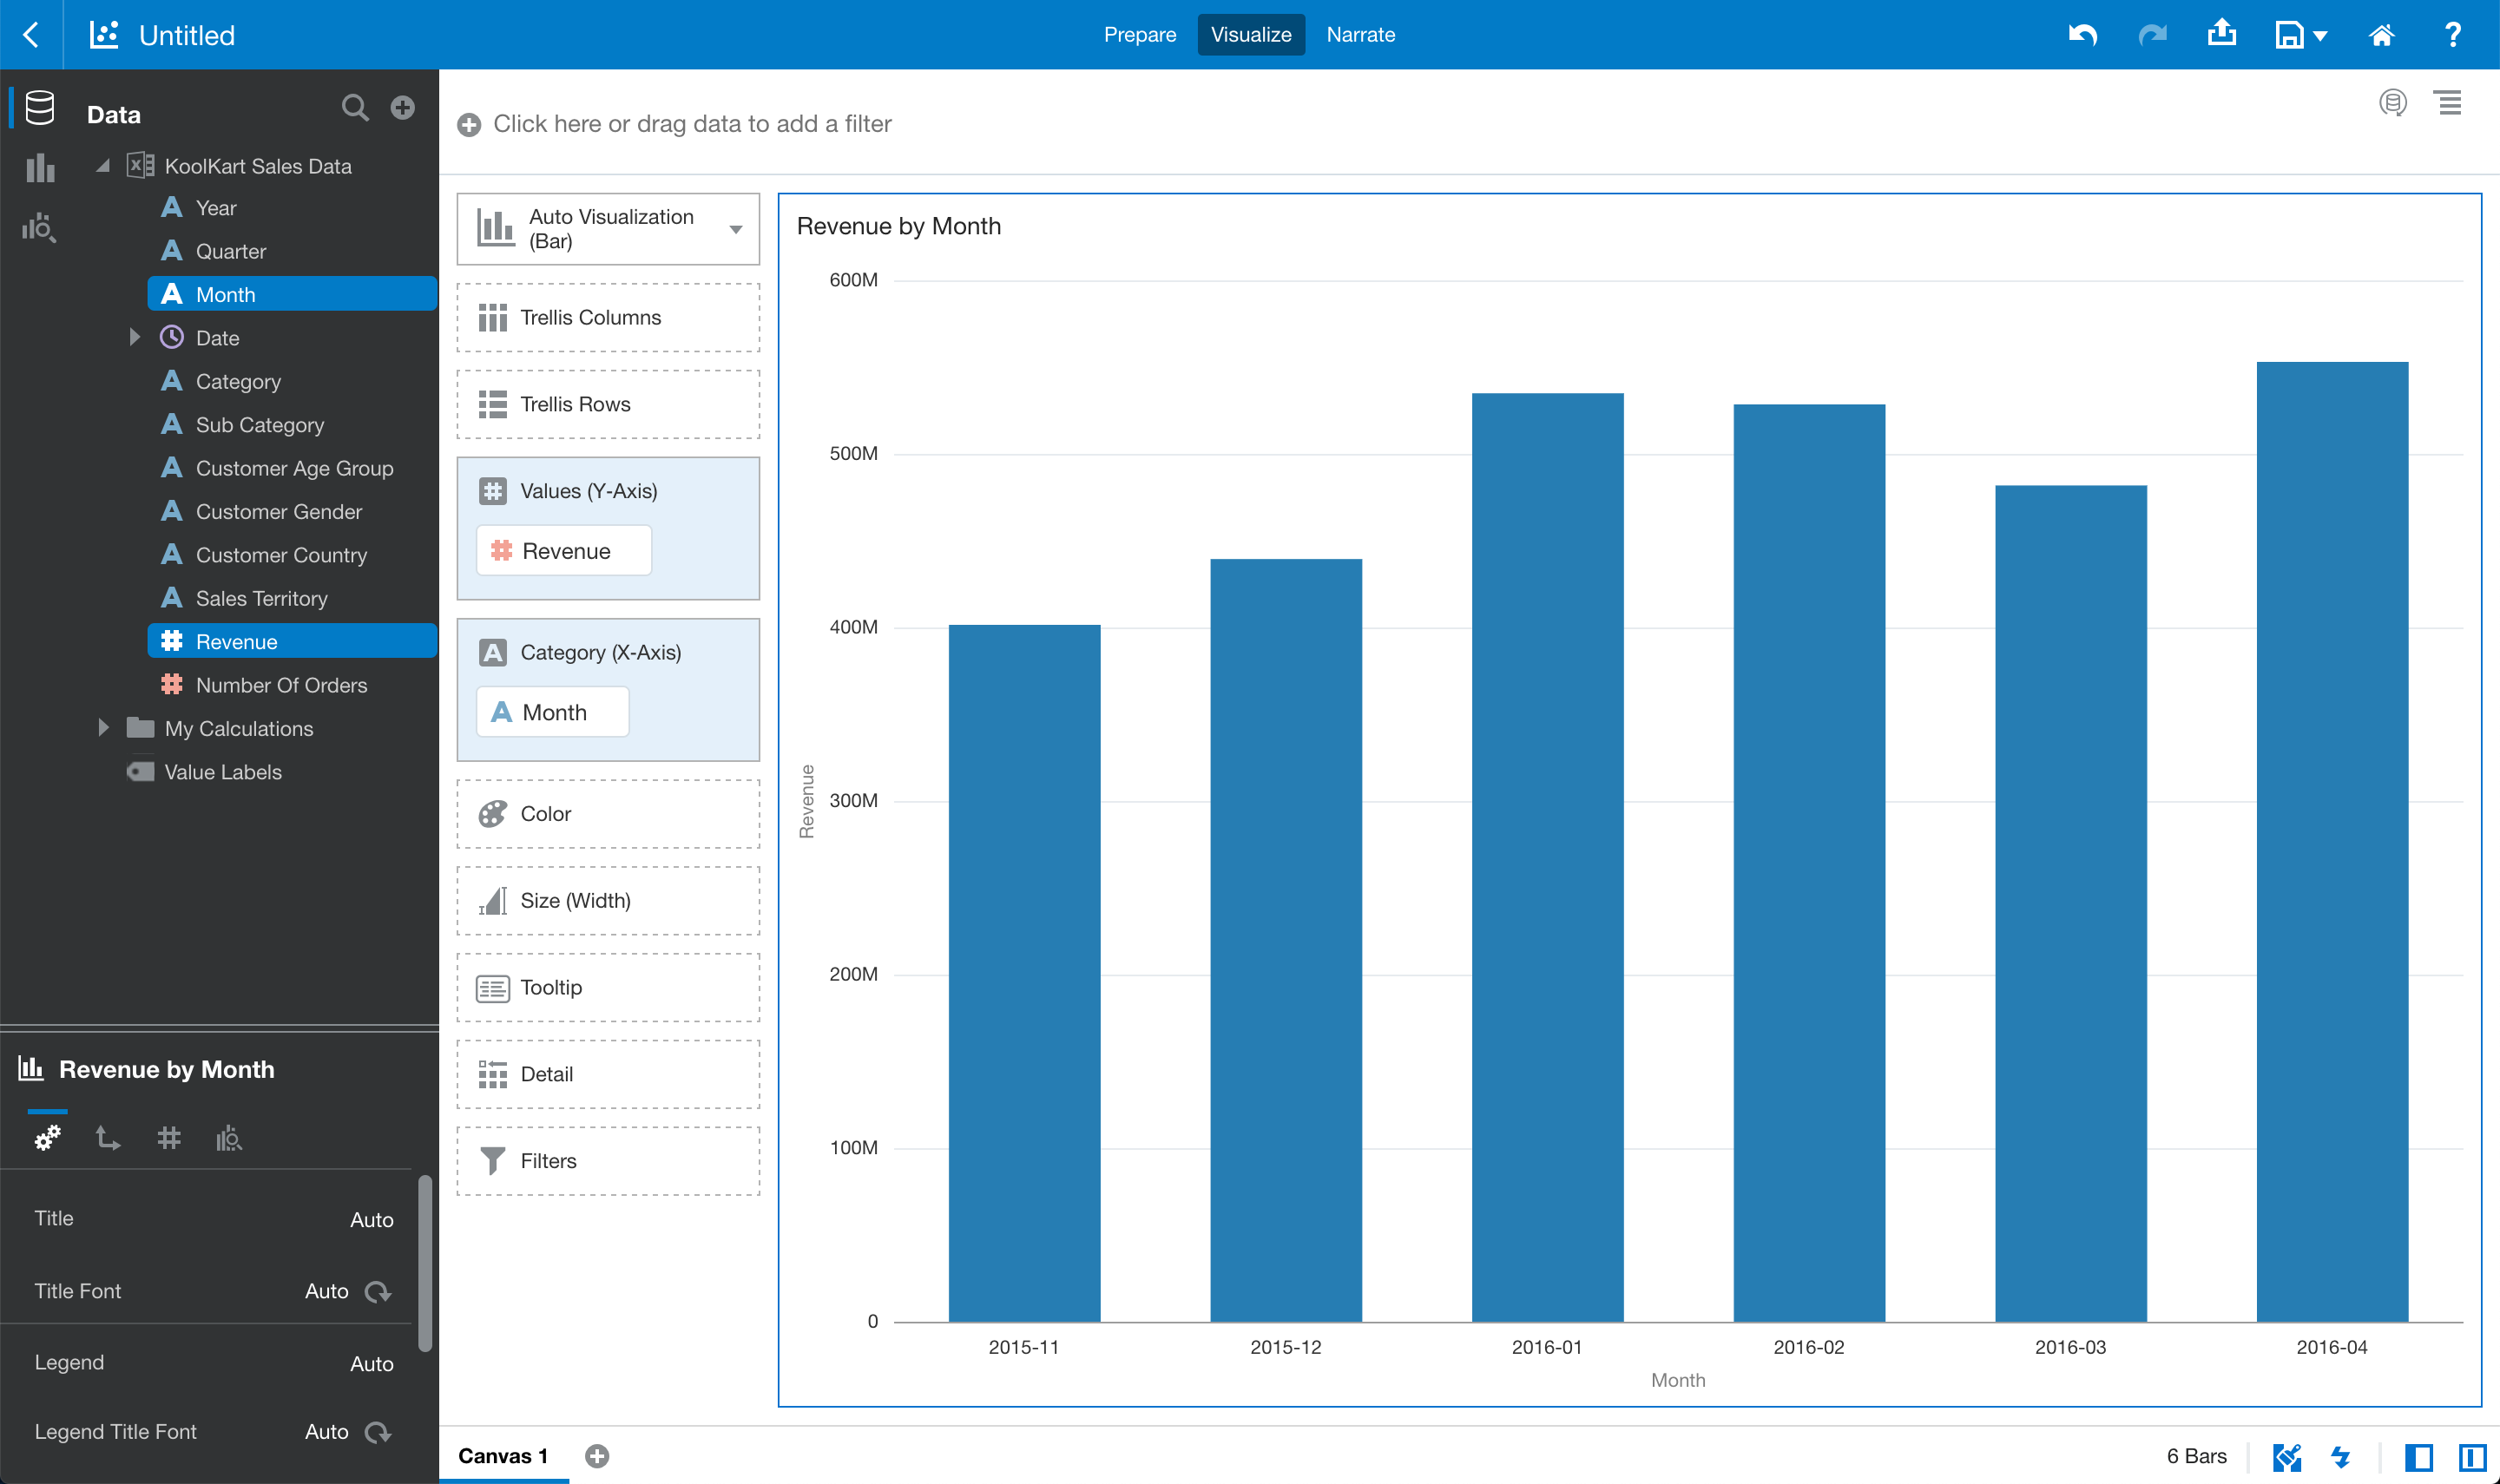 Untitled
Prepare
Visualize
Narrate
?
Data
KoolKart Sales Data
A Year
A Quarter
A Month
Date
A Category
A Sub Category
A Customer Age Group
A Customer Gender
A Customer Country
A Sales Territory
# Revenue
# Number Of Orders
My Calculations
Value Labels
Revenue by Month
Title Auto
Title Font Auto
Legend Auto
Legend Title Font Auto
Click here or drag data to add a filter
Auto Visualization
(Bar)
Trellis Columns
Trellis Rows
# Values (Y-Axis)
# Revenue
A Category (X-Axis)
A Month
Color
Size (Width)
Tooltip
Detail
Filters
Revenue by Month
600M
500M
400M
300M
200M
100M
0
Revenue
2015-11
2015-12
2016-01
2016-02
2016-03
2016-04
Month
Canvas 1
6 Bars